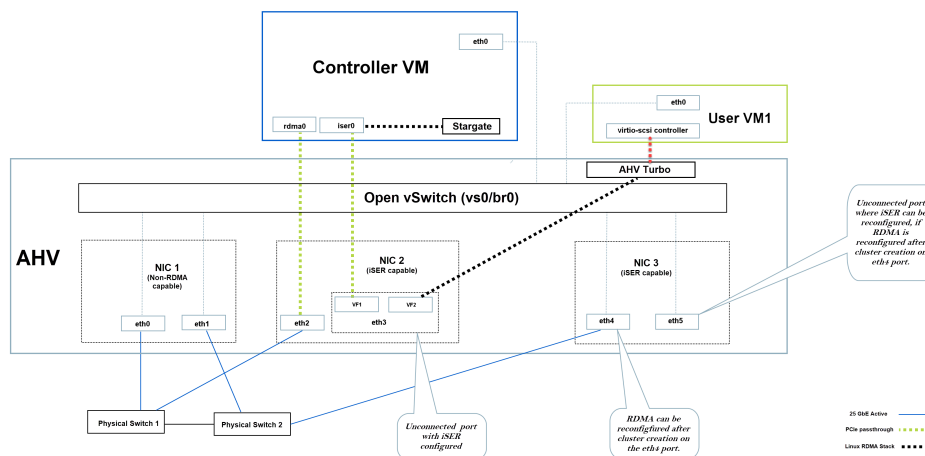 eth0
Controller VM
rdma0
iser0
Stargate
eth0
User VM1
virtio-scsi controller
AHV Turbo
Open vSwitch (vs0/br0)
AHV
NIC 1
(Non-RDMA
capable)
eth0
eth1
NIC 2
(iSER capable)
VF1
VF2
eth2
eth3
NIC 3
(iSER capable)
eth4
eth5
Unconnected port
where iSER can be
reconfigured, if
RDMA is
reconfigured after
cluster creation on
eth4 port.
Physical Switch 1
Physical Switch 2
Unconnected port
with iSER
configured
RDMA can be
reconfigfured after
cluster creation on
the eth4 port.
25 GbE Active
PCIe passthrough
Linux RDMA Stack